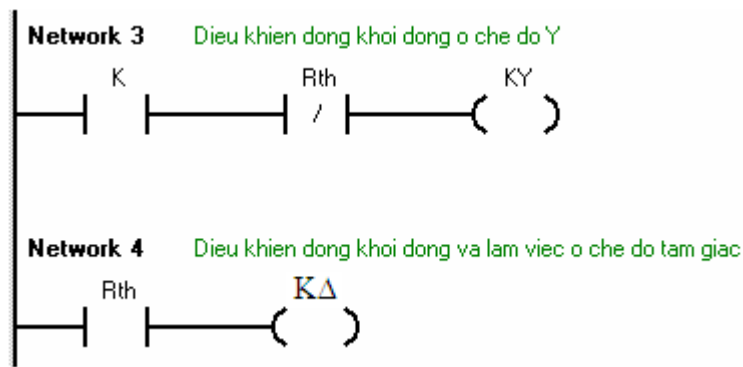 Network 3 Dieu khien dong khoi dong o che do Y
K Rth KY
/
Network 4 Dieu khien dong khoi dong va lam viec o che do tam giac
Rth KΔ